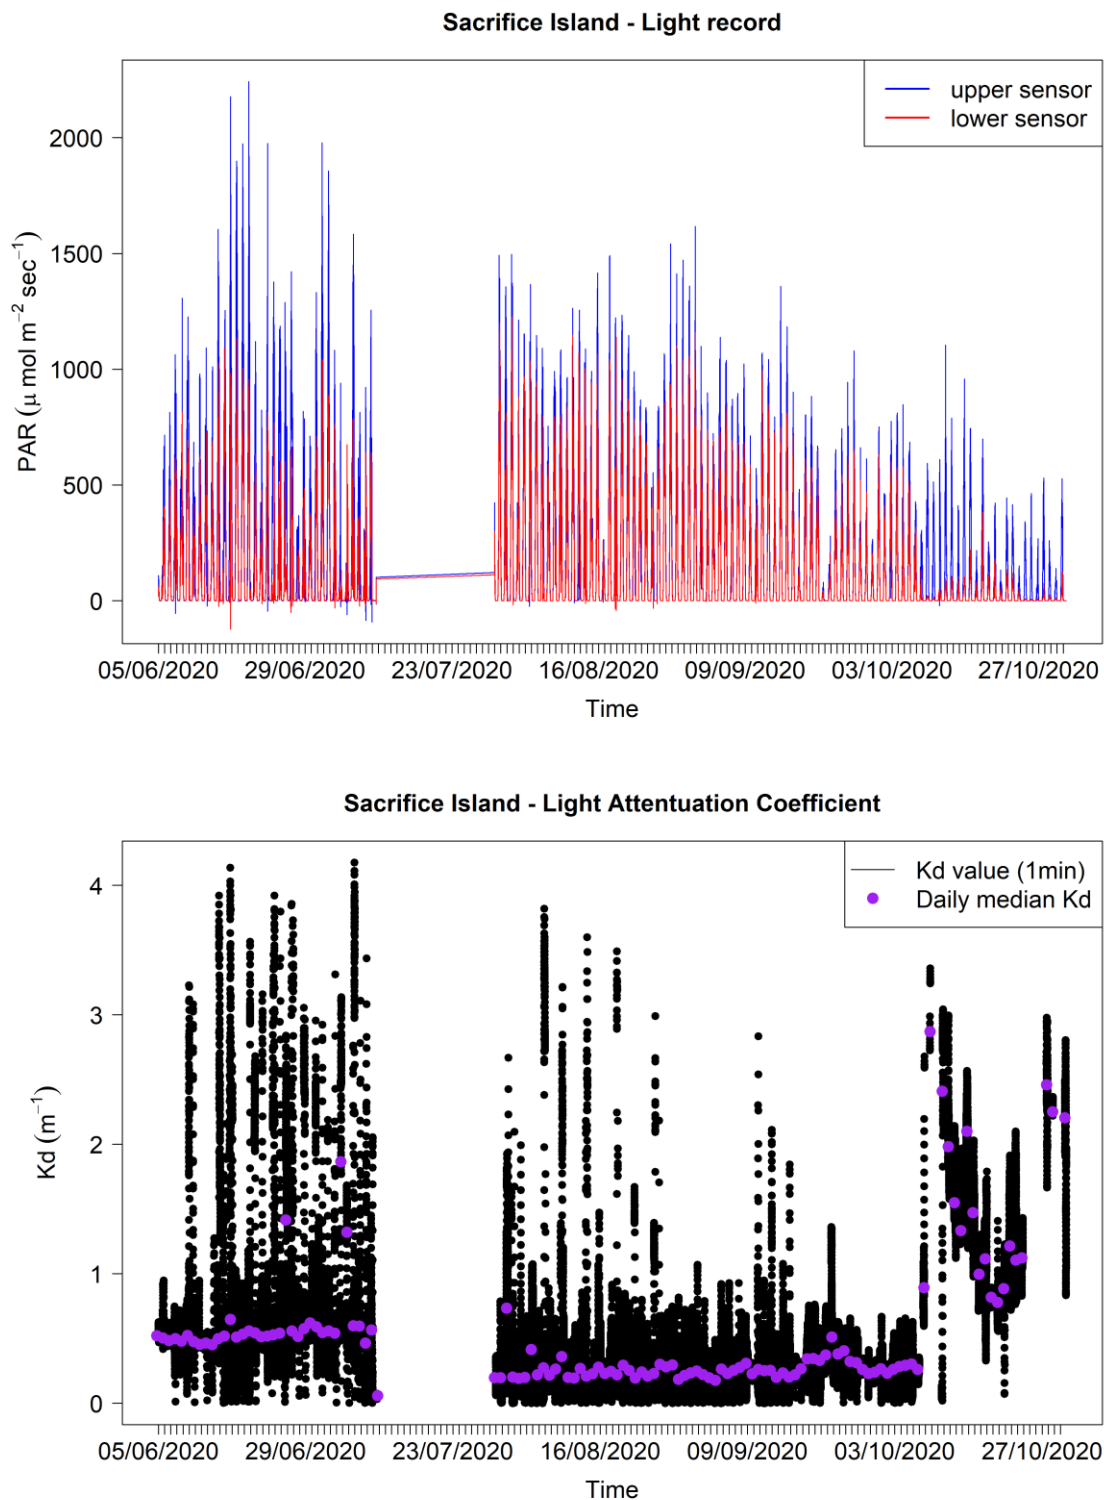 Sacrifice Island - Light record
upper sensor
lower sensor
PAR (μ mol m⁻² sec⁻¹)
2000
1500
1000
500
0
05/06/2020 29/06/2020 23/07/2020 16/08/2020 09/09/2020 03/10/2020 27/10/2020
Time
Sacrifice Island - Light Attentuation Coefficient
Kd value (1min)
Daily median Kd
Kd (m⁻¹)
4
3
2
1
0
05/06/2020 29/06/2020 23/07/2020 16/08/2020 09/09/2020 03/10/2020 27/10/2020
Time